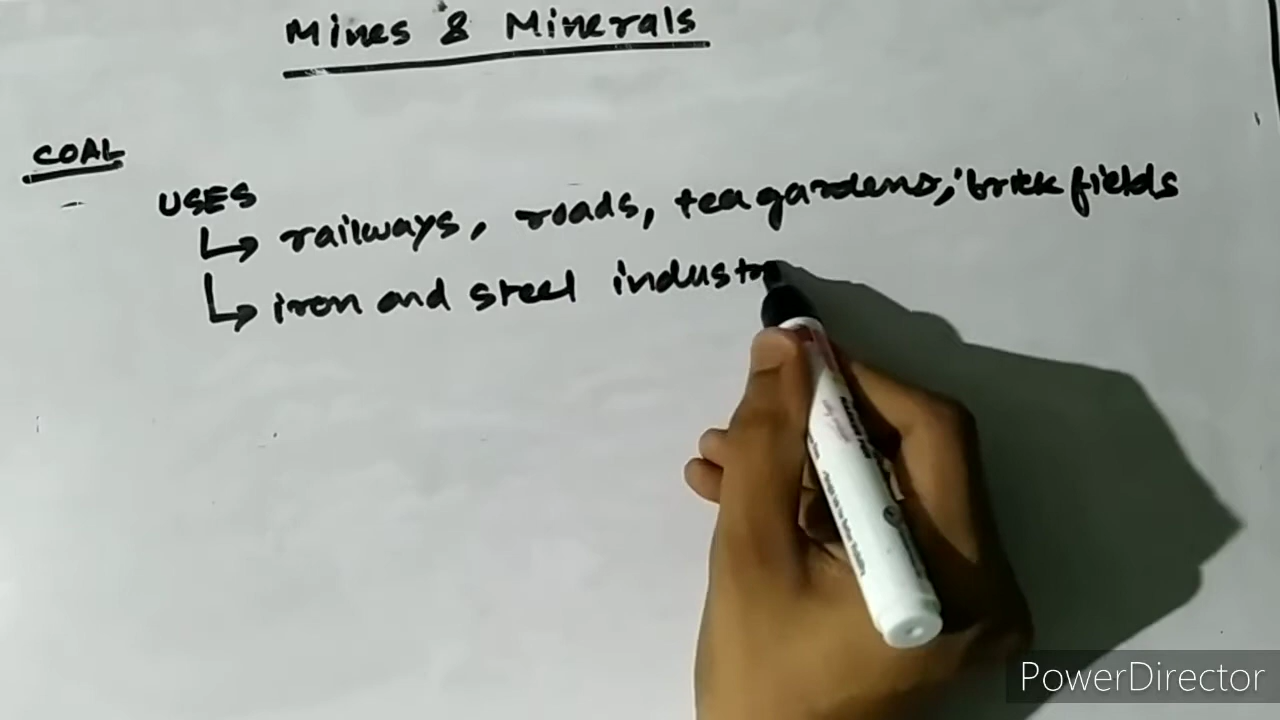 Mines & Minerals
COAL
USES
↳ railways, roads, tea gardens, brick fields
↳ iron and steel industr
PowerDirector